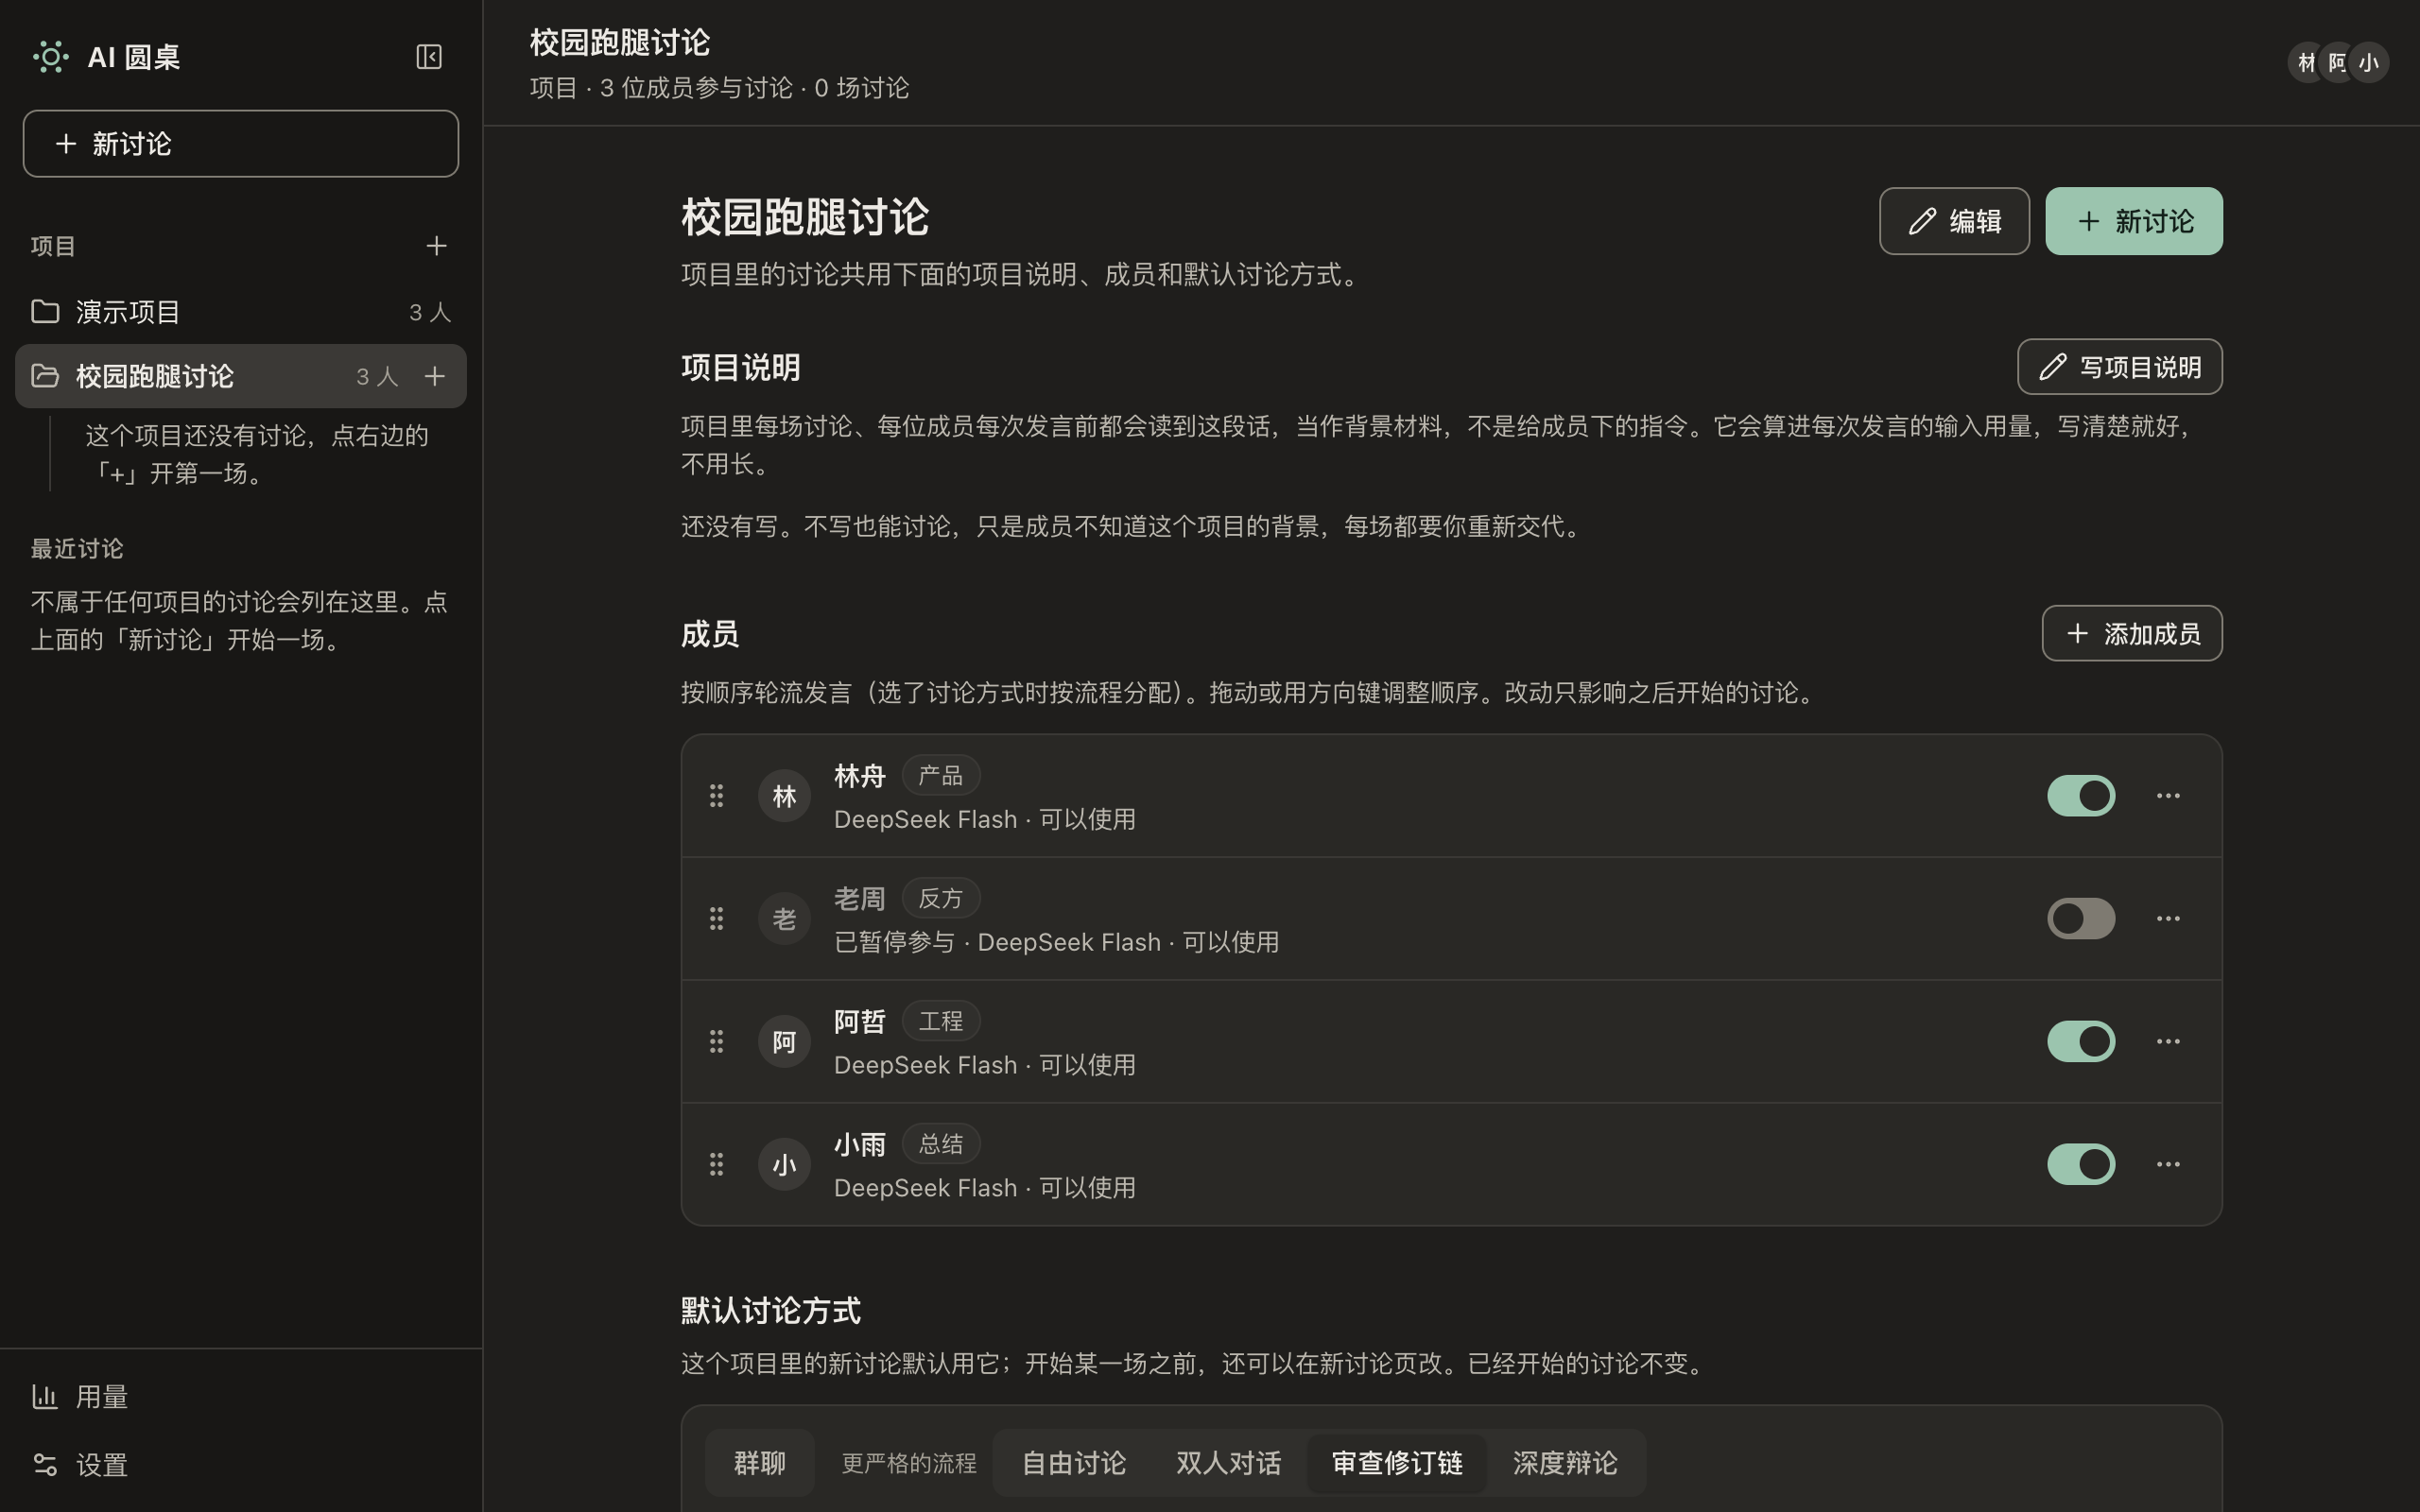 AI 圆桌
新讨论
项目
演示项目 3 人
校园跑腿讨论 3 人
这个项目还没有讨论，点右边的
「+」开第一场。
最近讨论
不属于任何项目的讨论会列在这里。点
上面的「新讨论」开始一场。
用量
设置
校园跑腿讨论
项目 · 3 位成员参与讨论 · 0 场讨论
林 阿 小
校园跑腿讨论
编辑
新讨论
项目里的讨论共用下面的项目说明、成员和默认讨论方式。
项目说明
写项目说明
项目里每场讨论、每位成员每次发言前都会读到这段话，当作背景材料，不是给成员下的指令。它会算进每次发言的输入用量，写清楚就好，
不用长。
还没有写。不写也能讨论，只是成员不知道这个项目的背景，每场都要你重新交代。
成员
添加成员
按顺序轮流发言（选了讨论方式时按流程分配）。拖动或用方向键调整顺序。改动只影响之后开始的讨论。
林
林舟 产品
DeepSeek Flash · 可以使用
老
老周 反方
已暂停参与 · DeepSeek Flash · 可以使用
阿
阿哲 工程
DeepSeek Flash · 可以使用
小
小雨 总结
DeepSeek Flash · 可以使用
默认讨论方式
这个项目里的新讨论默认用它；开始某一场之前，还可以在新讨论页改。已经开始的讨论不变。
群聊 更严格的流程 自由讨论 双人对话 审查修订链 深度辩论